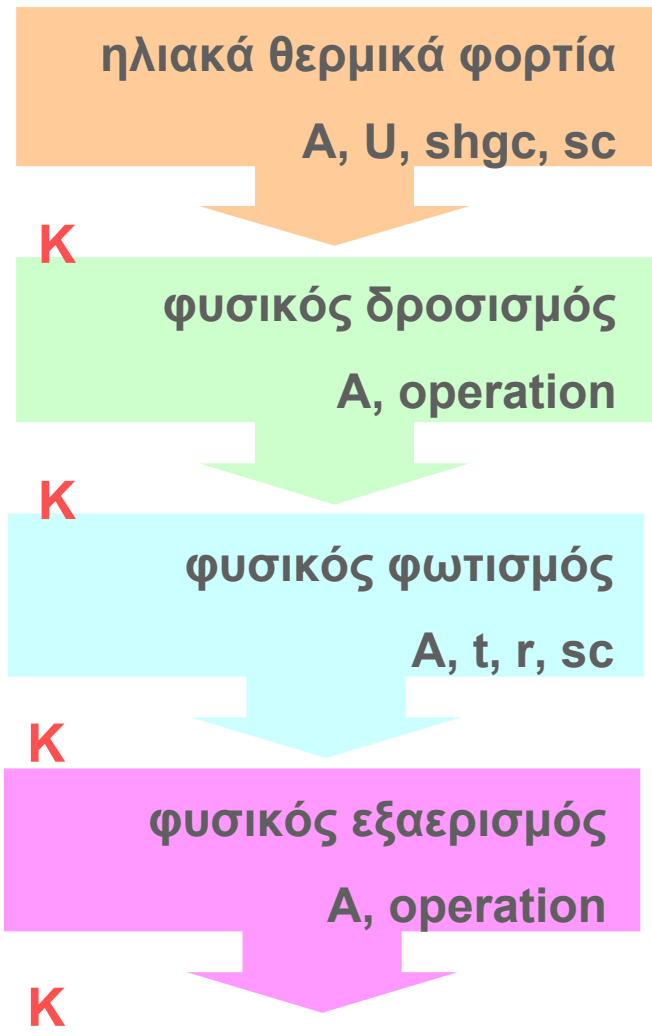 ηλιακά θερμικά φορτία
A, U, shgc, sc
K
φυσικός δροσισμός
A, operation
K
φυσικός φωτισμός
A, t, r, sc
K
φυσικός εξαερισμός
A, operation
K